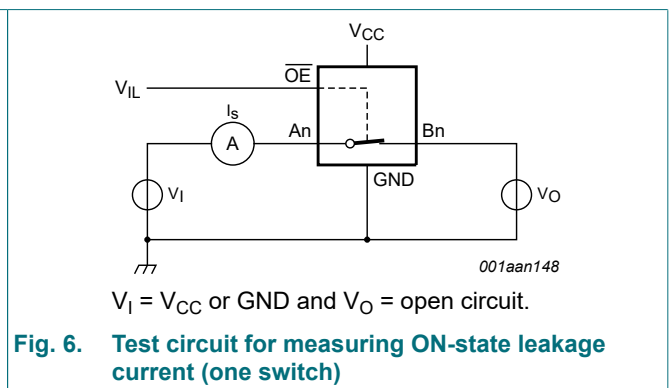 VCC
OE
VIL
Is
A
An
Bn
GND
VI
VO
001aan148
VI = VCC or GND and VO = open circuit.
Fig. 6. Test circuit for measuring ON-state leakage
current (one switch)